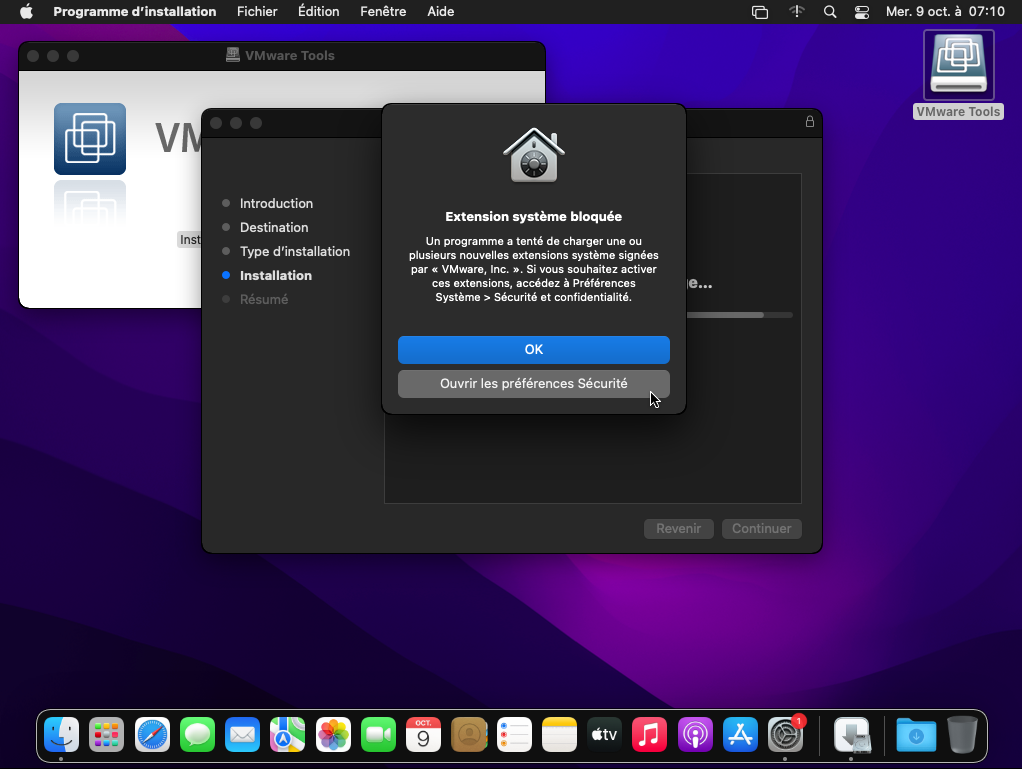 Programme d’installation Fichier Édition Fenêtre Aide Mer. 9 oct. à 07:10
VMware Tools
VMware Tools
VM
Inst
Introduction
Destination
Type d’installation
Installation
Résumé
Extension système bloquée
Un programme a tenté de charger une ou
plusieurs nouvelles extensions système signées
par « VMware, Inc. ». Si vous souhaitez activer
ces extensions, accédez à Préférences
Système > Sécurité et confidentialité.
e...
OK
Ouvrir les préférences Sécurité
Revenir Continuer
OCT.
9
tv
1